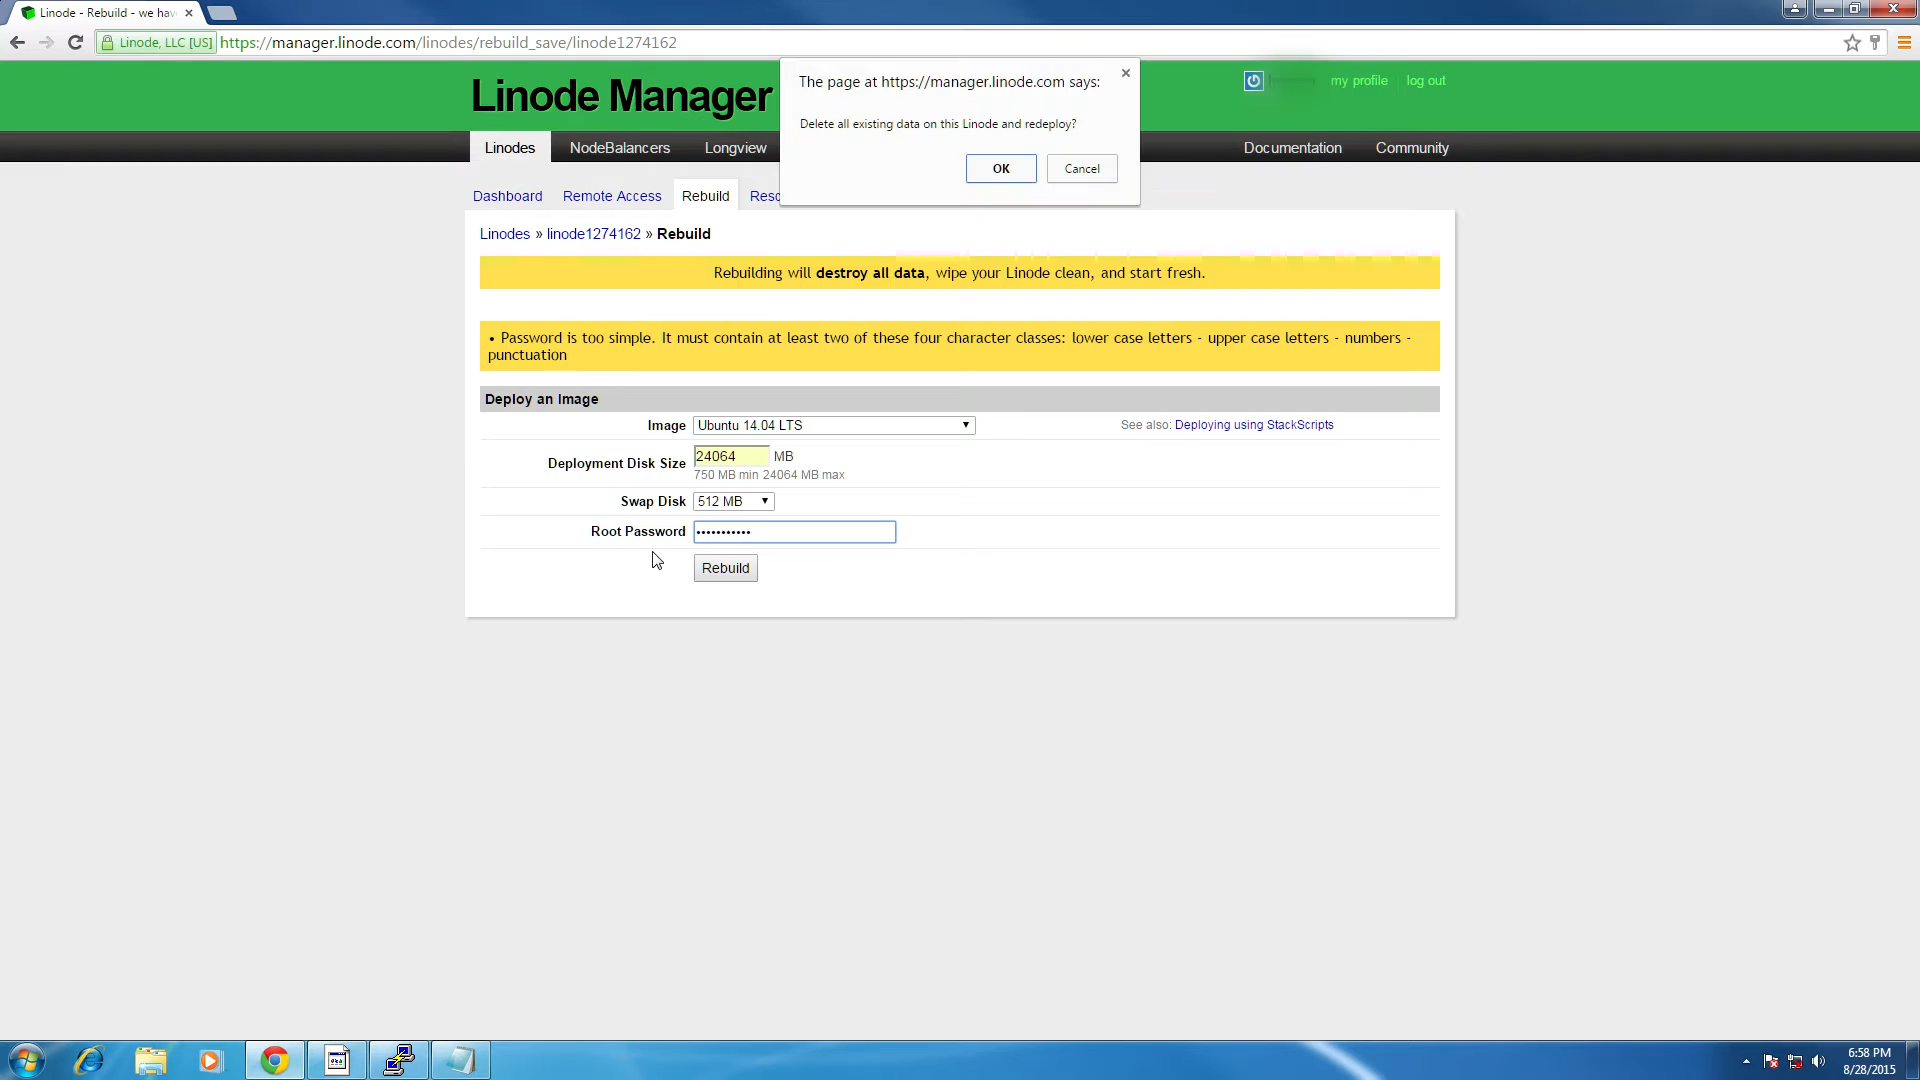 Linode - Rebuild - we hav
Linode, LLC [US]
https://manager.linode.com/linodes/rebuild_save/linode1274162
Linode Manager
The page at https://manager.linode.com says:
Delete all existing data on this Linode and redeploy?
OK
Cancel
my profile
log out
Linodes
NodeBalancers
Longview
Documentation
Community
Dashboard
Remote Access
Rebuild
Resc
Linodes » linode1274162 » Rebuild
Rebuilding will destroy all data, wipe your Linode clean, and start fresh.
• Password is too simple. It must contain at least two of these four character classes: lower case letters - upper case letters - numbers -
punctuation
Deploy an Image
Image
Ubuntu 14.04 LTS
See also: Deploying using StackScripts
Deployment Disk Size
24064 MB
750 MB min 24064 MB max
Swap Disk
512 MB
Root Password
•••••••••••
Rebuild
6:58 PM
8/28/2015